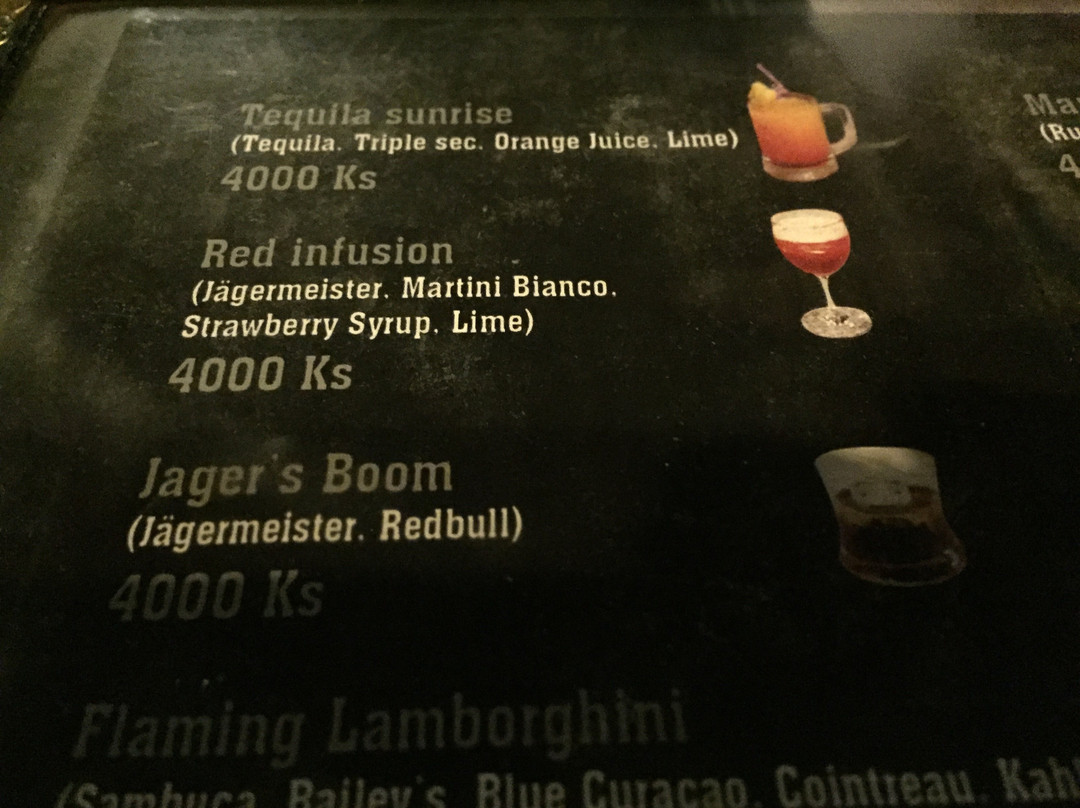 Tequila sunrise
(Tequila. Triple sec. Orange Juice. Lime)
4000 Ks
Red infusion
(Jägermeister. Martini Bianco.
Strawberry Syrup. Lime)
4000 Ks
Jager's Boom
(Jägermeister. Redbull)
4000 Ks
Flaming Lamborghini
(Sambuca. Bailey's. Blue Curacao. Cointreau.